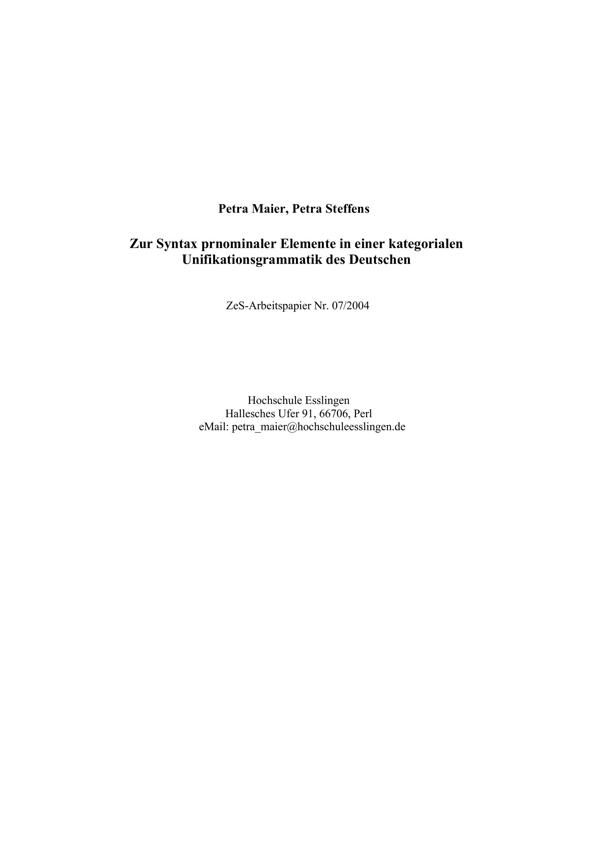 Petra Maier, Petra Steffens
Zur Syntax prnominaler Elemente in einer kategorialen
Unifikationsgrammatik des Deutschen
ZeS-Arbeitspapier Nr. 07/2004
Hochschule Esslingen
Hallesches Ufer 91, 66706, Perl
eMail: petra_maier@hochschuleesslingen.de